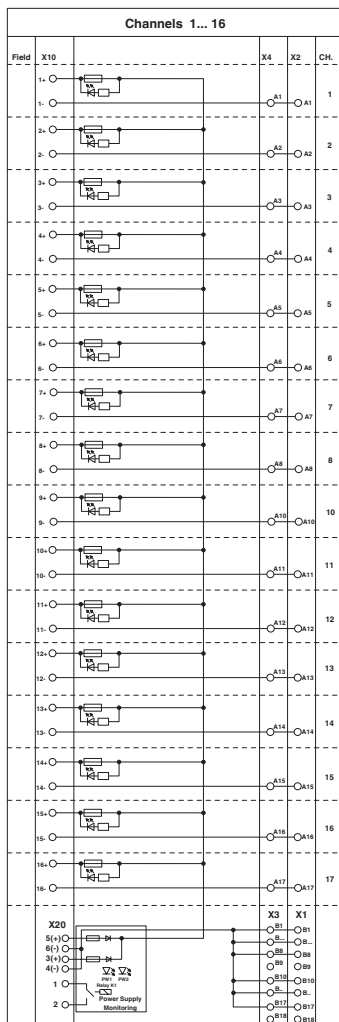 Channels 1... 16
Field X10 X4 X2 CH.
1+
1- A1 A1 1
2+
2- A2 A2 2
3+
3- A3 A3 3
4+
4- A4 A4 4
5+
5- A5 A5 5
6+
6- A6 A6 6
7+
7- A7 A7 7
8+
8- A8 A8 8
9+
9- A10 A10 10
10+
10- A11 A11 11
11+
11- A12 A12 12
12+
12- A13 A13 13
13+
13- A14 A14 14
14+
14- A15 A15 15
15+
15- A16 A16 16
16+
16- A17 A17 17
X20 X3 X1
5(+) B1 B1
6(-) B... B...
3(+) B8 B8
4(-) B9 B9
PW1 PW2
1 Relay K1 B10 B10
Power Supply B.. B...
2 Monitoring B17 B17
B18 B18